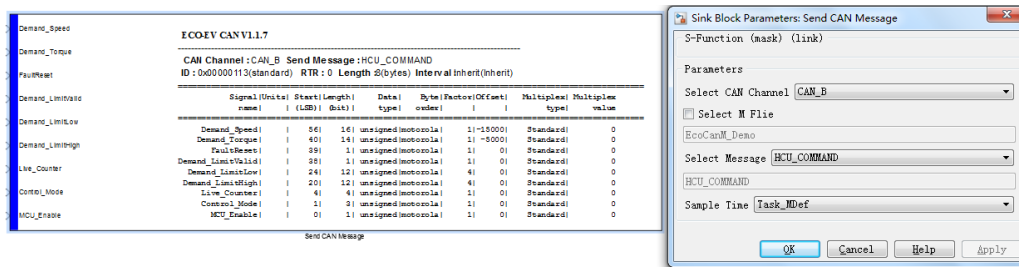 Demand_Speed
Demand_Torque
FaultReset
Demand_LimitValid
Demand_LimitLow
Demand_LimitHigh
Live_Counter
Control_Mode
MCU_Enable
ECO-EV CAN V1.1.7
CAN Channel : CAN_B Send Message : HCU_COMMAND
ID : 0x00000113(standard) RTR : 0 Length :8(bytes) Interval Inherit(Inherit)
Signal|Units| Start|Length| Data| Byte|Factor|Offset| Multiplex| Multiplex
name| | (LSB)| (bit)| type| order| | | type| value
Demand_Speed| | 56| 16| unsigned|motorola| 1|-15000| Standard| 0
Demand_Torque| | 40| 14| unsigned|motorola| 1| -5000| Standard| 0
FaultReset| | 39| 1| unsigned|motorola| 1| 0| Standard| 0
Demand_LimitValid| | 38| 1| unsigned|motorola| 1| 0| Standard| 0
Demand_LimitLow| | 24| 12| unsigned|motorola| 4| 0| Standard| 0
Demand_LimitHigh| | 20| 12| unsigned|motorola| 4| 0| Standard| 0
Live_Counter| | 4| 4| unsigned|motorola| 1| 0| Standard| 0
Control_Mode| | 1| 3| unsigned|motorola| 1| 0| Standard| 0
MCU_Enable| | 0| 1| unsigned|motorola| 1| 0| Standard| 0
Send CAN Message
Sink Block Parameters: Send CAN Message
S-Function (mask) (link)
Parameters
Select CAN Channel CAN_B
Select M Flie
EcoCanM_Demo
Select Message HCU_COMMAND
HCU_COMMAND
Sample Time Task_MDef
OK Cancel Help Apply